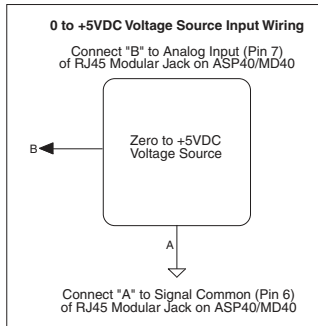 0 to +5VDC Voltage Source Input Wiring
Connect "B" to Analog Input (Pin 7)
of RJ45 Modular Jack on ASP40/MD40
Zero to +5VDC
Voltage Source
B
A
Connect "A" to Signal Common (Pin 6)
of RJ45 Modular Jack on ASP40/MD40